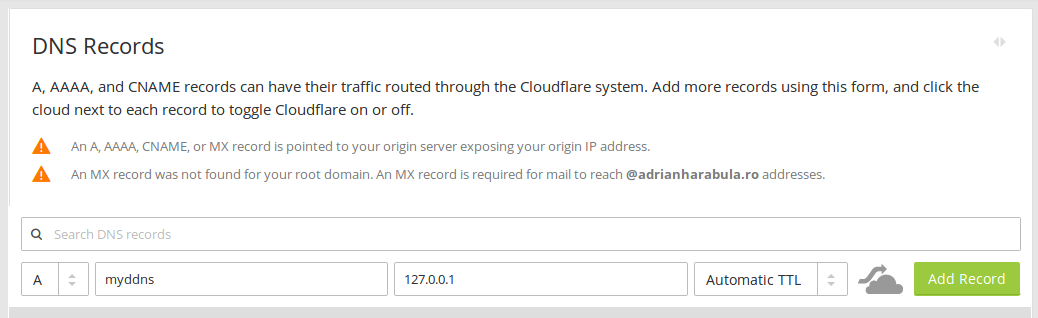 DNS Records
A, AAAA, and CNAME records can have their traffic routed through the Cloudflare system. Add more records using this form, and click the
cloud next to each record to toggle Cloudflare on or off.
An A, AAAA, CNAME, or MX record is pointed to your origin server exposing your origin IP address.
An MX record was not found for your root domain. An MX record is required for mail to reach @adrianharabula.ro addresses.
Search DNS records
A myddns 127.0.0.1 Automatic TTL Add Record